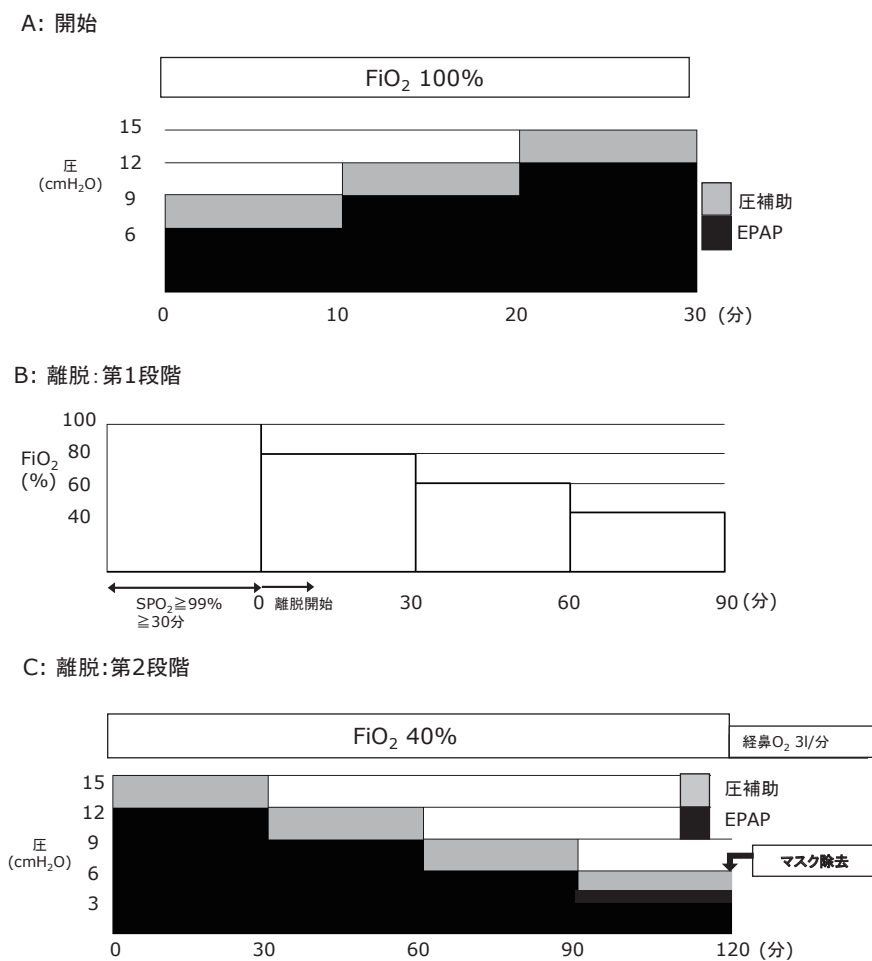 A: 開始
FiO₂ 100%
15
12
9
6
圧
(cmH₂O)
圧補助
EPAP
0 10 20 30 (分)
B: 離脱:第1段階
100
80
60
40
FiO₂
(%)
SPO₂≧99%
≧30分
0 離脱開始 30 60 90 (分)
C: 離脱:第2段階
FiO₂ 40%
経鼻O₂ 3l/分
15
12
9
6
3
圧
(cmH₂O)
圧補助
EPAP
マスク除去
0 30 60 90 120 (分)